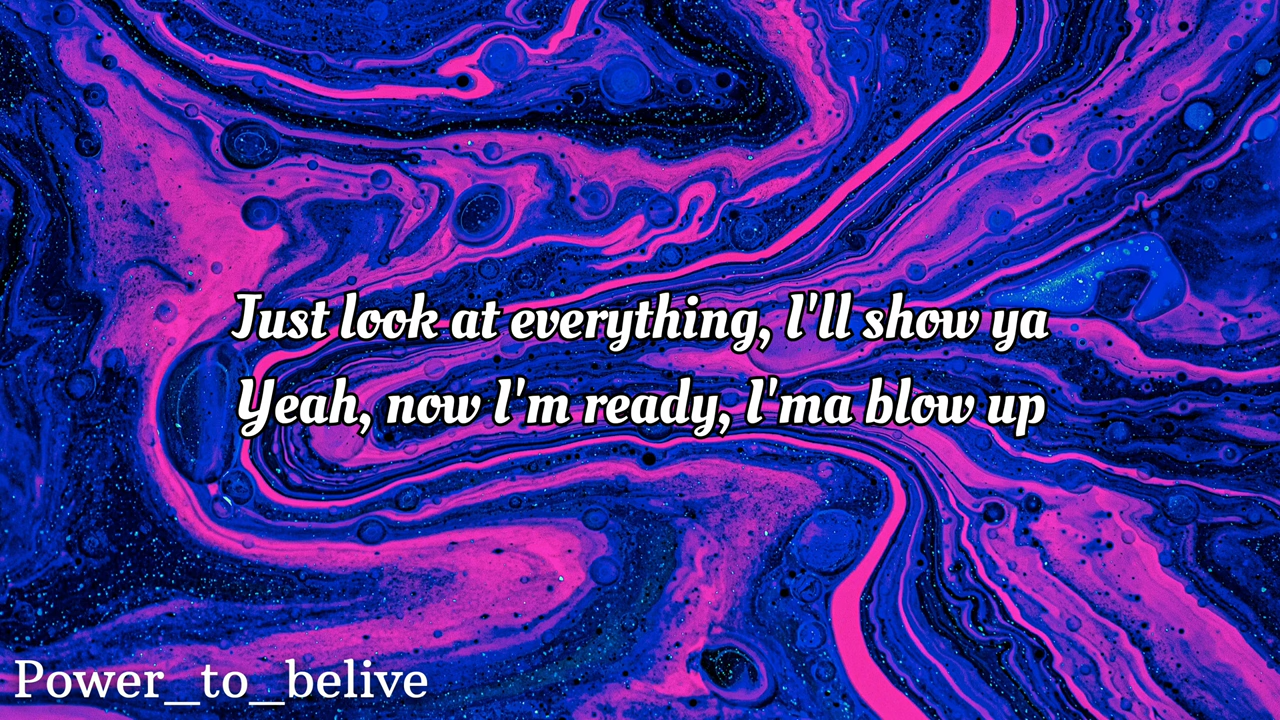 Just look at everything, I'll show ya
Yeah, now I'm ready, I'ma blow up
Power_to_belive